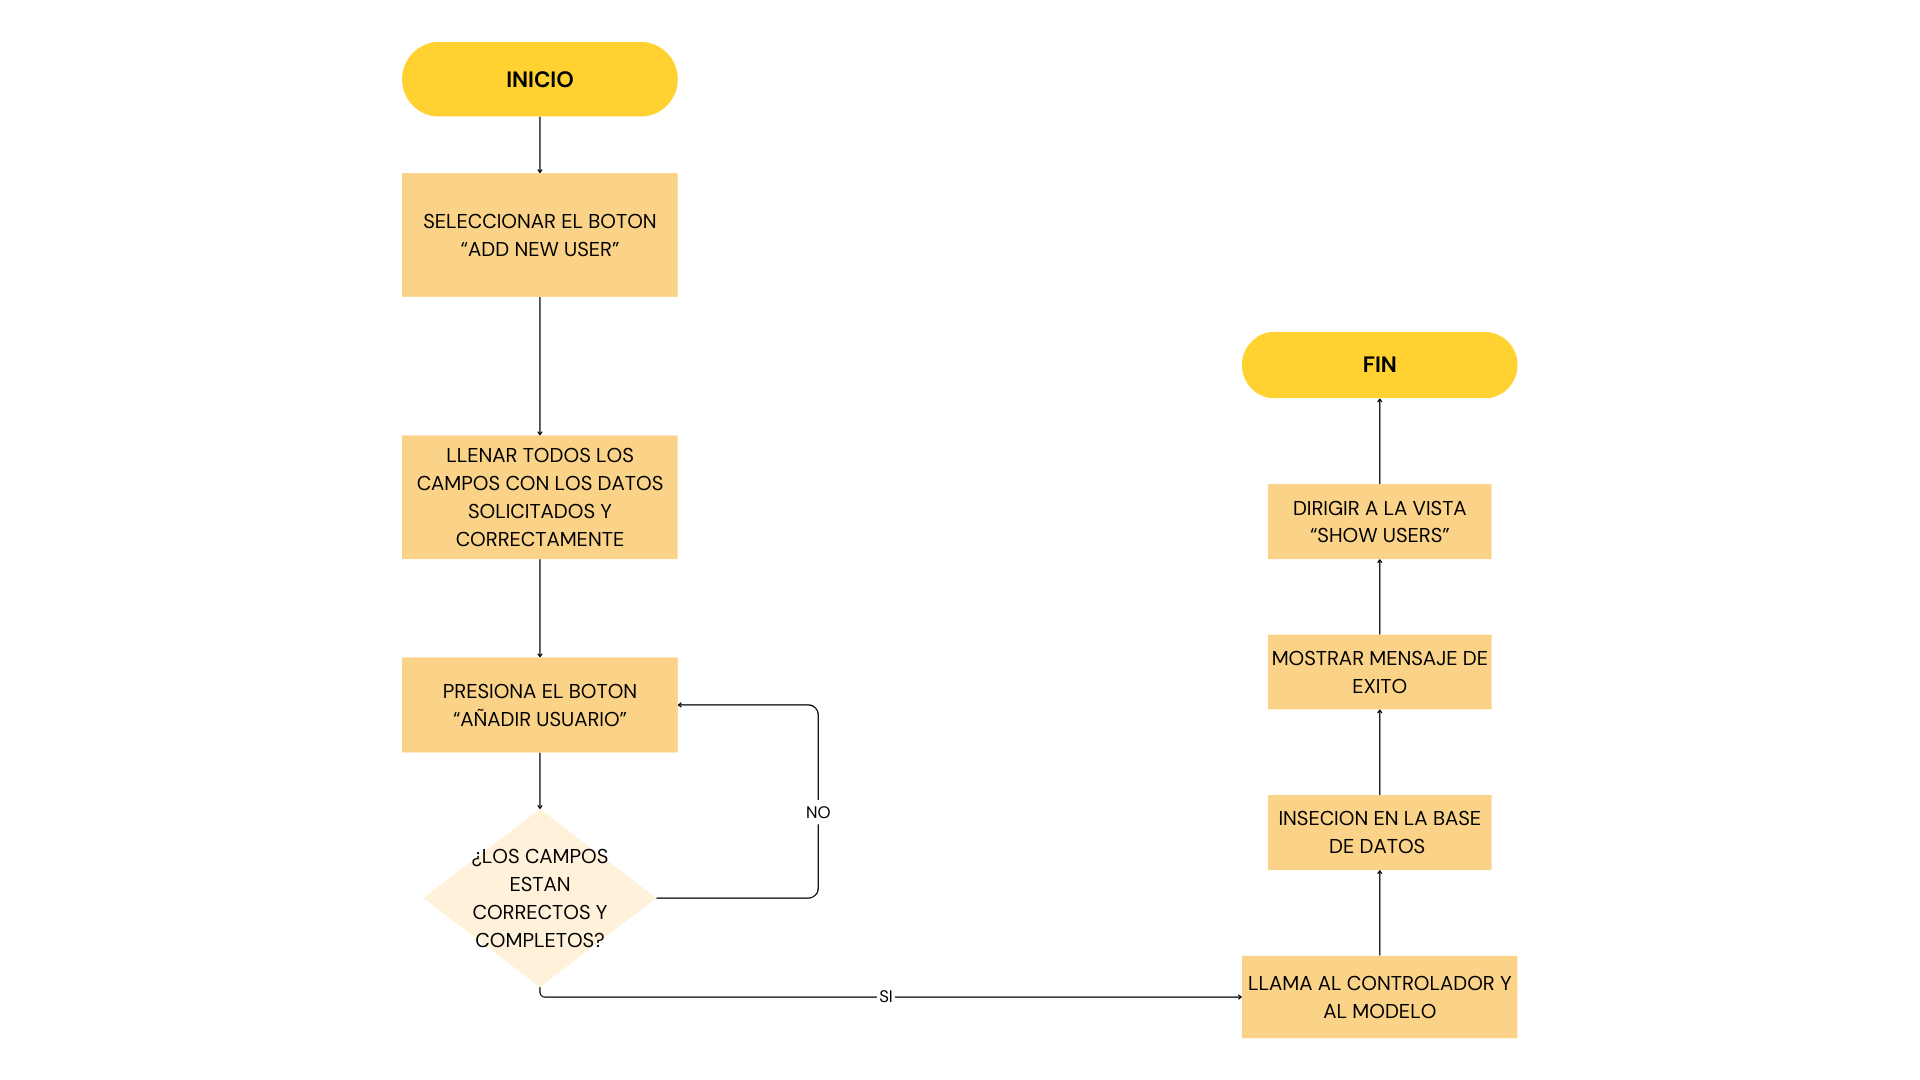 INICIO
SELECCIONAR EL BOTON
“ADD NEW USER”
LLENAR TODOS LOS
CAMPOS CON LOS DATOS
SOLICITADOS Y
CORRECTAMENTE
PRESIONA EL BOTON
“AÑADIR USUARIO”
¿LOS CAMPOS
ESTAN
CORRECTOS Y
COMPLETOS?
NO
SI
LLAMA AL CONTROLADOR Y
AL MODELO
INSECION EN LA BASE
DE DATOS
MOSTRAR MENSAJE DE
EXITO
DIRIGIR A LA VISTA
“SHOW USERS”
FIN